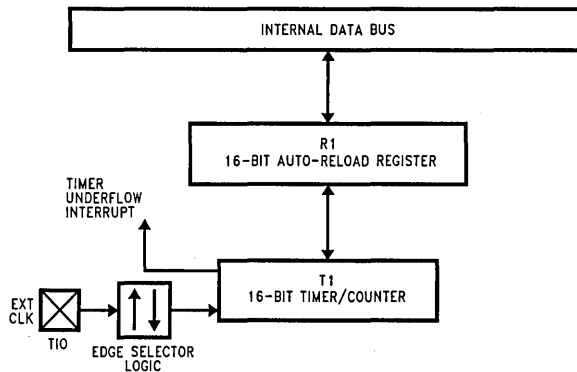 INTERNAL DATA BUS
R1
16-BIT AUTO-RELOAD REGISTER
TIMER
UNDERFLOW
INTERRUPT
T1
16-BIT TIMER/COUNTER
EXT
CLK
TIO
EDGE SELECTOR
LOGIC